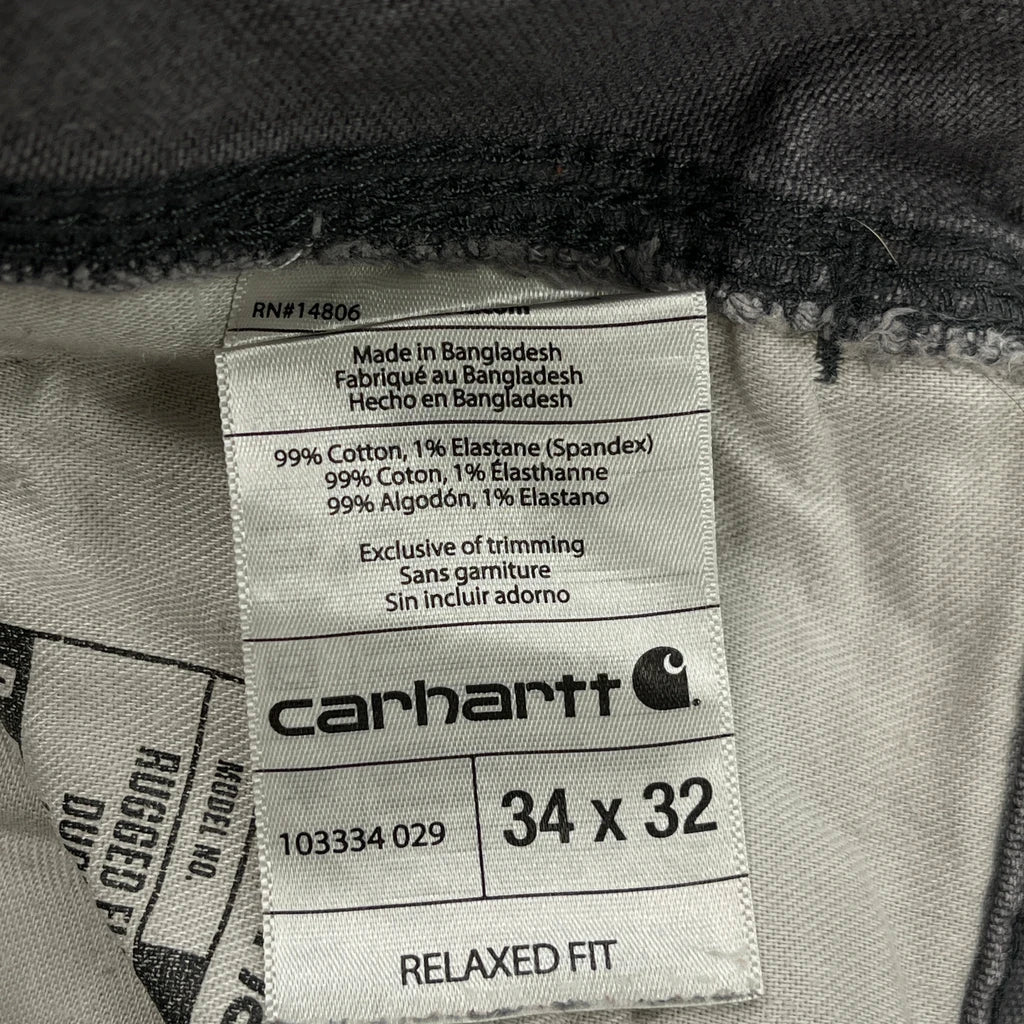 RN#14806
Made in Bangladesh
Fabriqué au Bangladesh
Hecho en Bangladesh
99% Cotton, 1% Elastane (Spandex)
99% Coton, 1% Élasthanne
99% Algodón, 1% Elastano
Exclusive of trimming
Sans garniture
Sin incluir adorno
carhartt
103334 029
34 x 32
RELAXED FIT
MODEL NO.
RUGGED